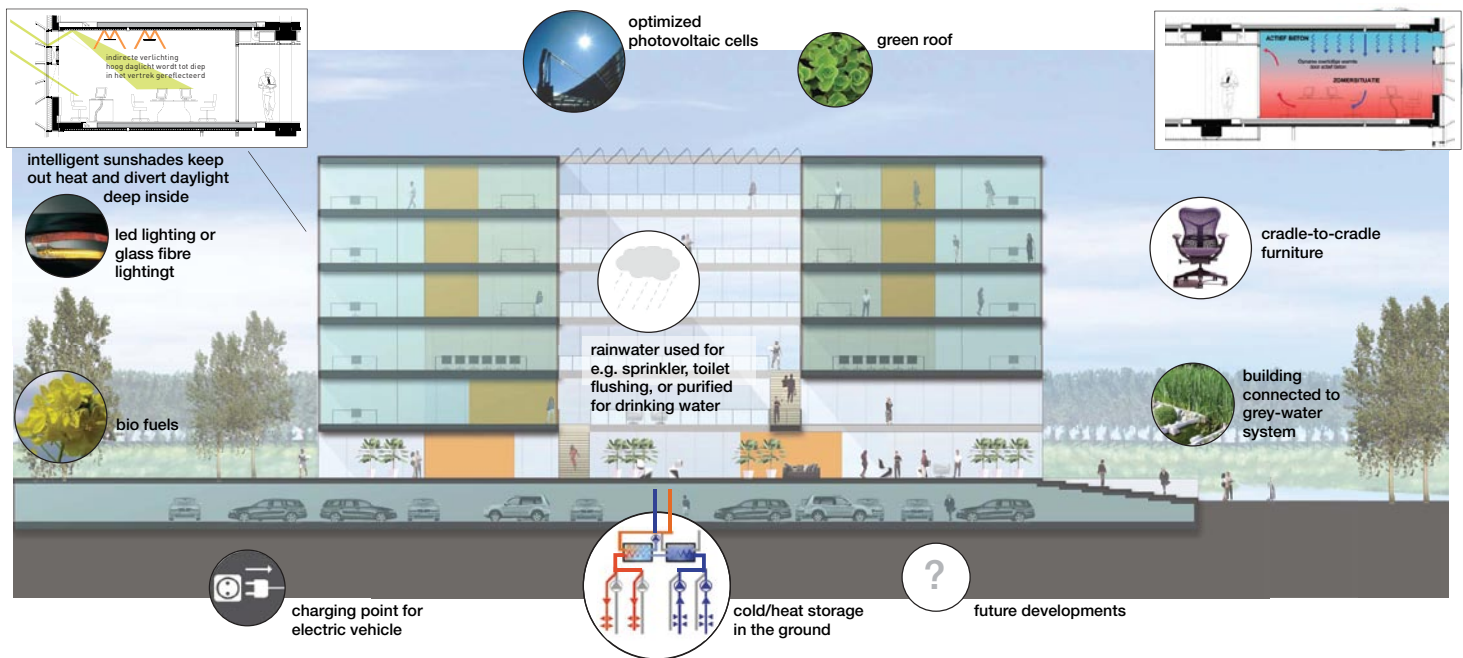 optimized
photovoltaic cells
green roof
indirecte verlichting
hoog daglicht wordt tot diep
in het vertrek gereflecteerd
ACTIEF BETON
door actief beton
ZOMERSITUATIE
intelligent sunshades keep
out heat and divert daylight
deep inside
led lighting or
glass fibre
lightingt
cradle-to-cradle
furniture
rainwater used for
e.g. sprinkler, toilet
flushing, or purified
for drinking water
bio fuels
building
connected to
grey-water
system
charging point for
electric vehicle
cold/heat storage
in the ground
?
future developments